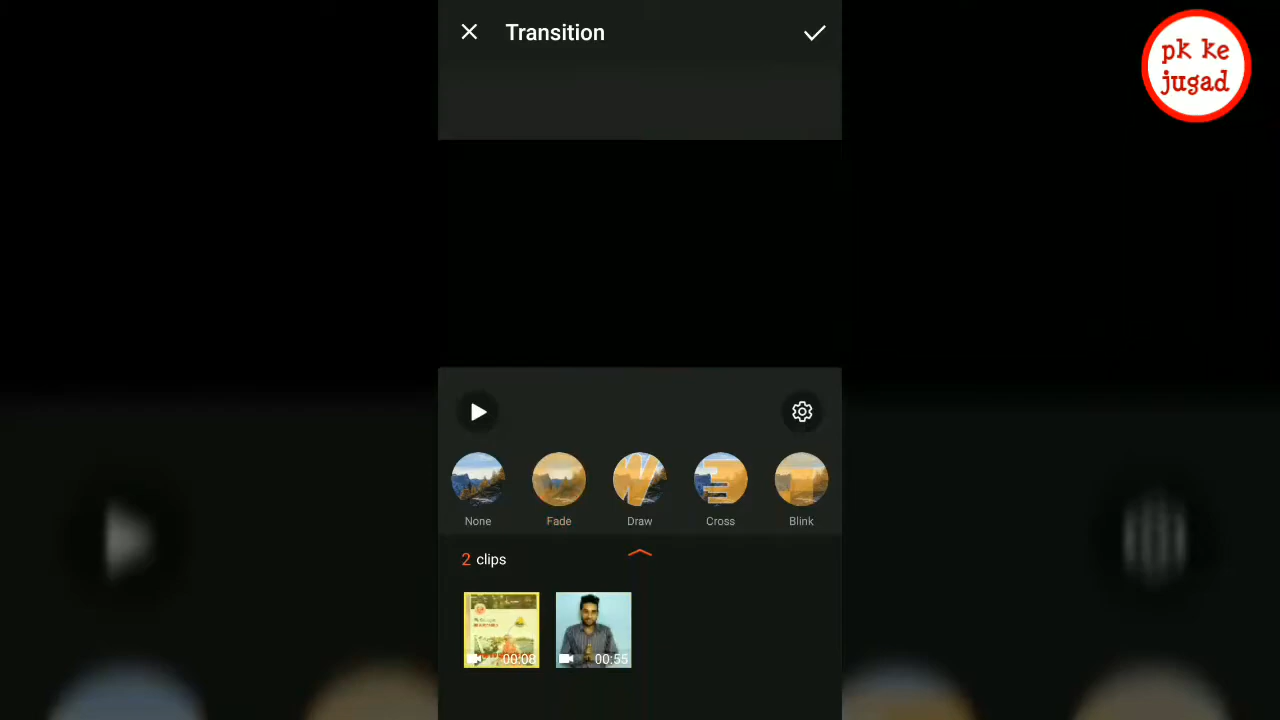 Transition
pk ke
jugad
None
Fade
Draw
Cross
Blink
2 clips
00:08
00:55